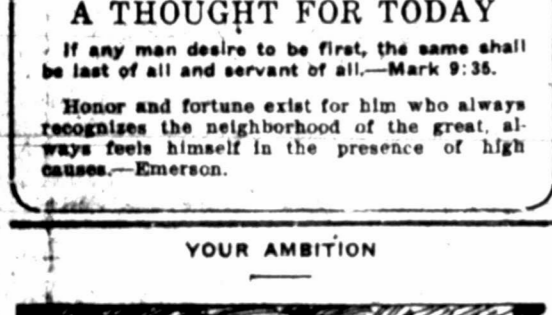 A THOUGHT FOR TODAY
If any man desire to be first, the same shall
be last of all and servant of all.—Mark 9:35.
Honor and fortune exist for him who always
recognizes the neighborhood of the great, al-
ways feels himself in the presence of high
causes.—Emerson.
YOUR AMBITION